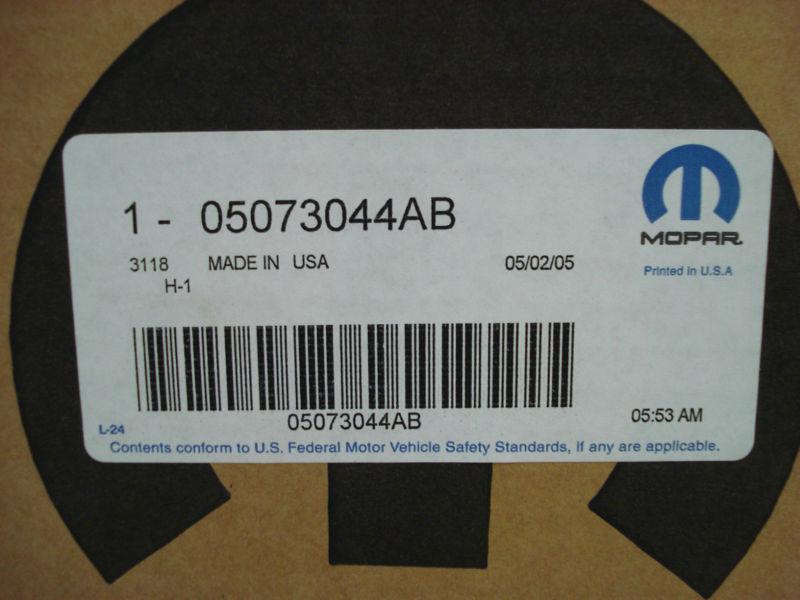 MOPAR
1 - 05073044AB
3118 MADE IN USA 05/02/05
H-1
Printed in U.S.A
05073044AB
05:53 AM
L-24
Contents conform to U.S. Federal Motor Vehicle Safety Standards, if any are applicable.